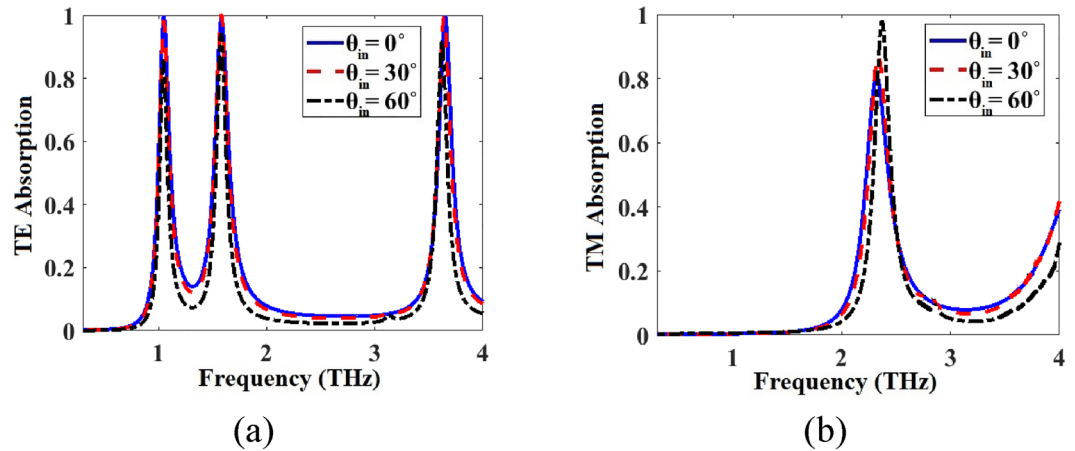 TE Absorption
1
0.8
0.6
0.4
0.2
0
θin = 0°
θin = 30°
θin = 60°
1 2 3 4
Frequency (THz)
(a)
TM Absorption
1
0.8
0.6
0.4
0.2
0
θin = 0°
θin = 30°
θin = 60°
1 2 3 4
Frequency (THz)
(b)